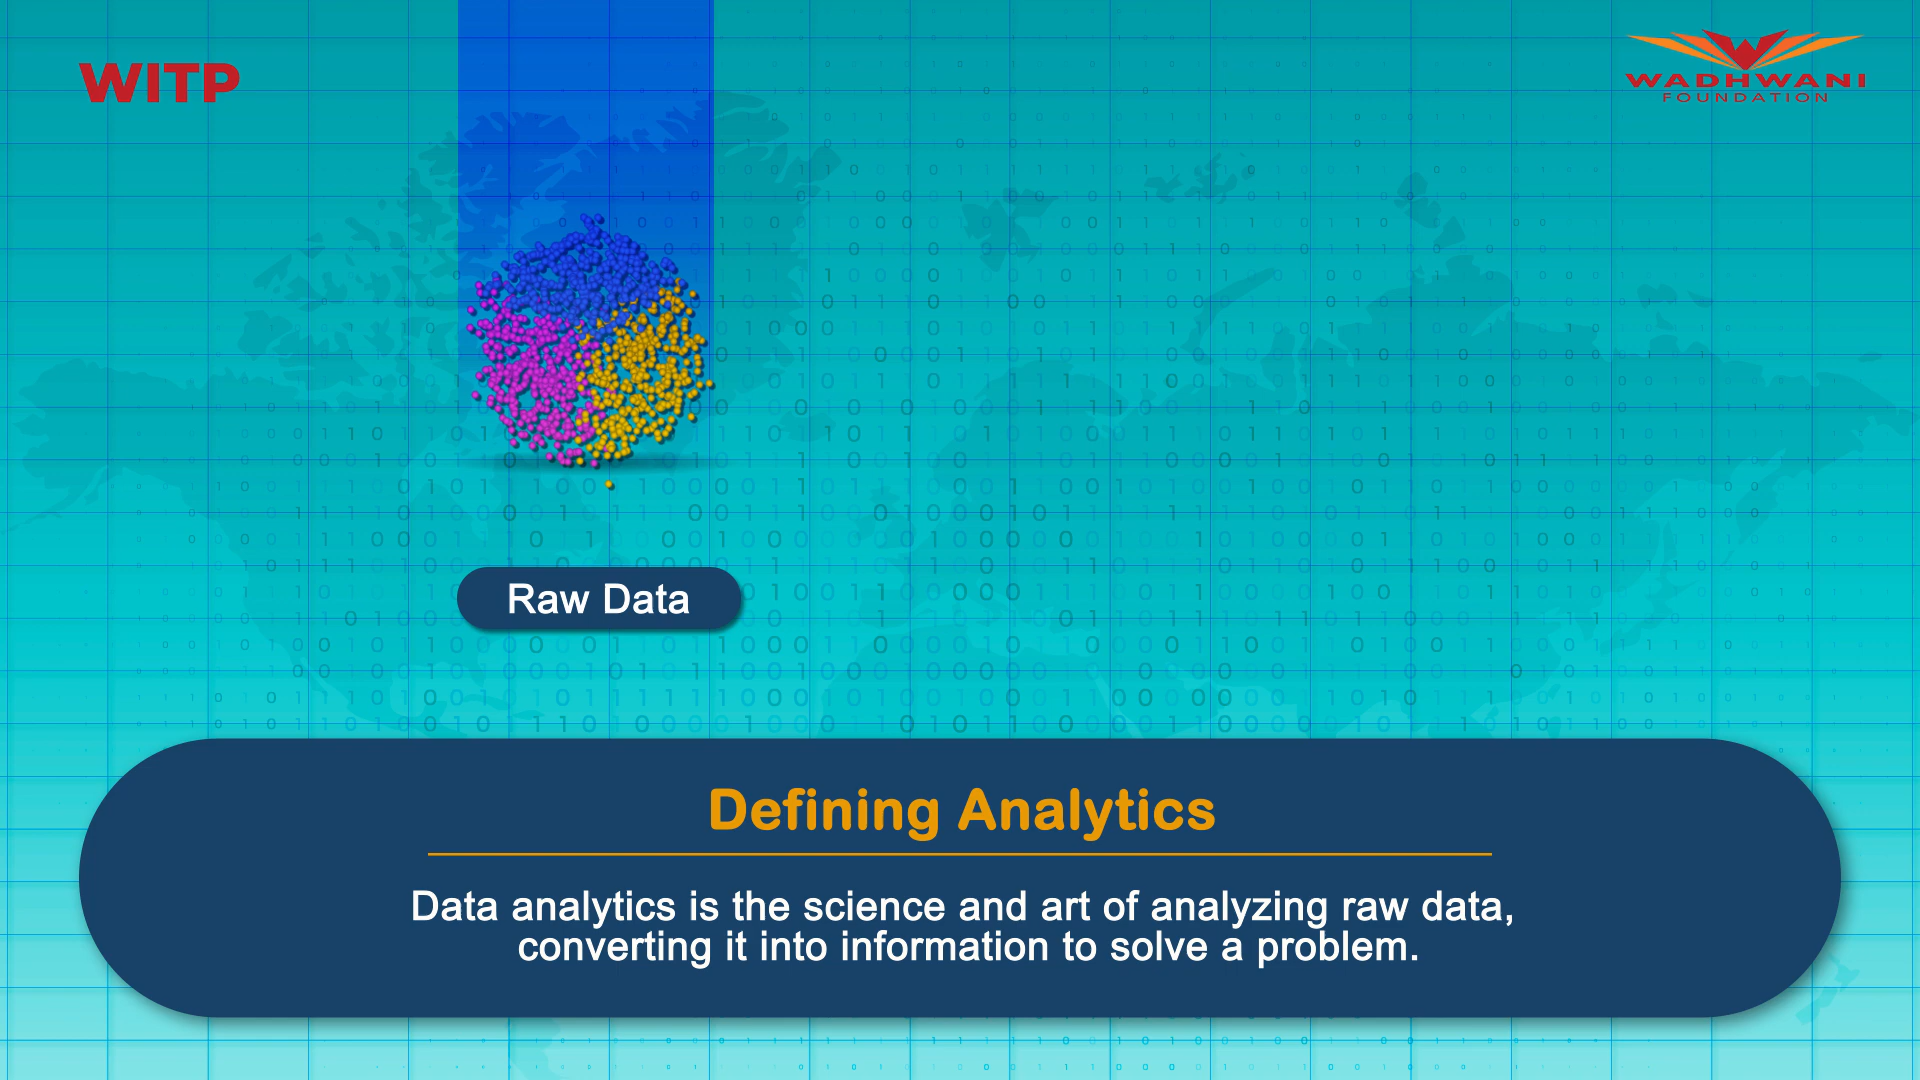 WITP
WADHWANI
FOUNDATION
Raw Data
Defining Analytics
Data analytics is the science and art of analyzing raw data,
converting it into information to solve a problem.